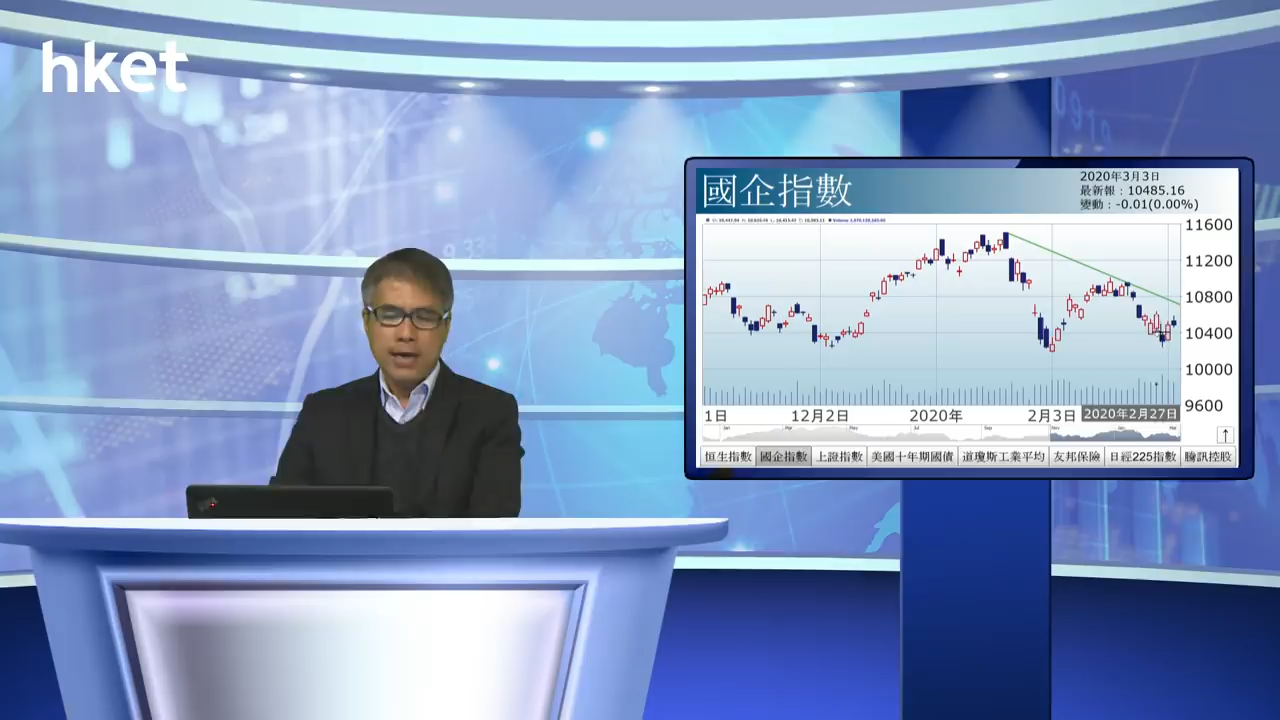 hket
國企指數
2020年3月3日
最新報：10485.16
變動：-0.01(0.00%)
11600
11200
10800
10400
10000
9600
1日
12月2日
2020年
2月3日
2020年2月27日
恒生指數
國企指數
上證指數
美國十年期國債
道瓊斯工業平均
友邦保險
日經225指數
騰訊控股